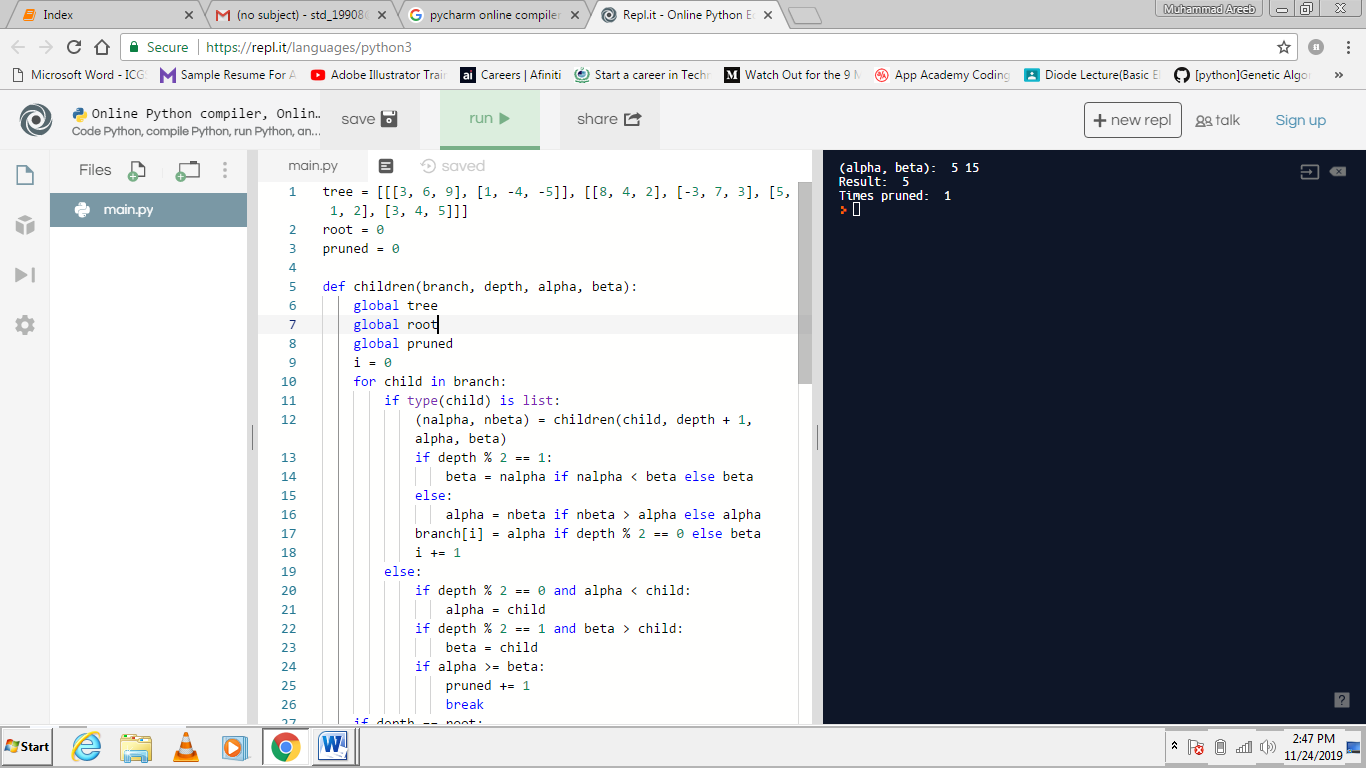 Index
(no subject) - std_19908
pycharm online compiler
Repl.it - Online Python E
Muhammad Areeb
Secure
https://repl.it/languages/python3
Microsoft Word - ICG
Sample Resume For A
Adobe Illustrator Trai
ai Careers | Afiniti
Start a career in Techn
M Watch Out for the 9 M
App Academy Coding
Diode Lecture(Basic E
[python]Genetic Algor
»
Online Python compiler, Onlin…
Code Python, compile Python, run Python, an...
save
run
share
+ new repl
talk
Sign up
Files
main.py
main.py
saved
1 tree = [[[3, 6, 9], [1, -4, -5]], [[8, 4, 2], [-3, 7, 3], [5,
1, 2], [3, 4, 5]]]
2 root = 0
3 pruned = 0
4
5 def children(branch, depth, alpha, beta):
6 global tree
7 global root
8 global pruned
9 i = 0
10 for child in branch:
11 if type(child) is list:
12 (nalpha, nbeta) = children(child, depth + 1,
alpha, beta)
13 if depth % 2 == 1:
14 beta = nalpha if nalpha < beta else beta
15 else:
16 alpha = nbeta if nbeta > alpha else alpha
17 branch[i] = alpha if depth % 2 == 0 else beta
18 i += 1
19 else:
20 if depth % 2 == 0 and alpha < child:
21 alpha = child
22 if depth % 2 == 1 and beta > child:
23 beta = child
24 if alpha >= beta:
25 pruned += 1
26 break
27 if depth == root:
(alpha, beta):  5 15
Result:  5
Times pruned:  1
>
?
Start
2:47 PM
11/24/2019